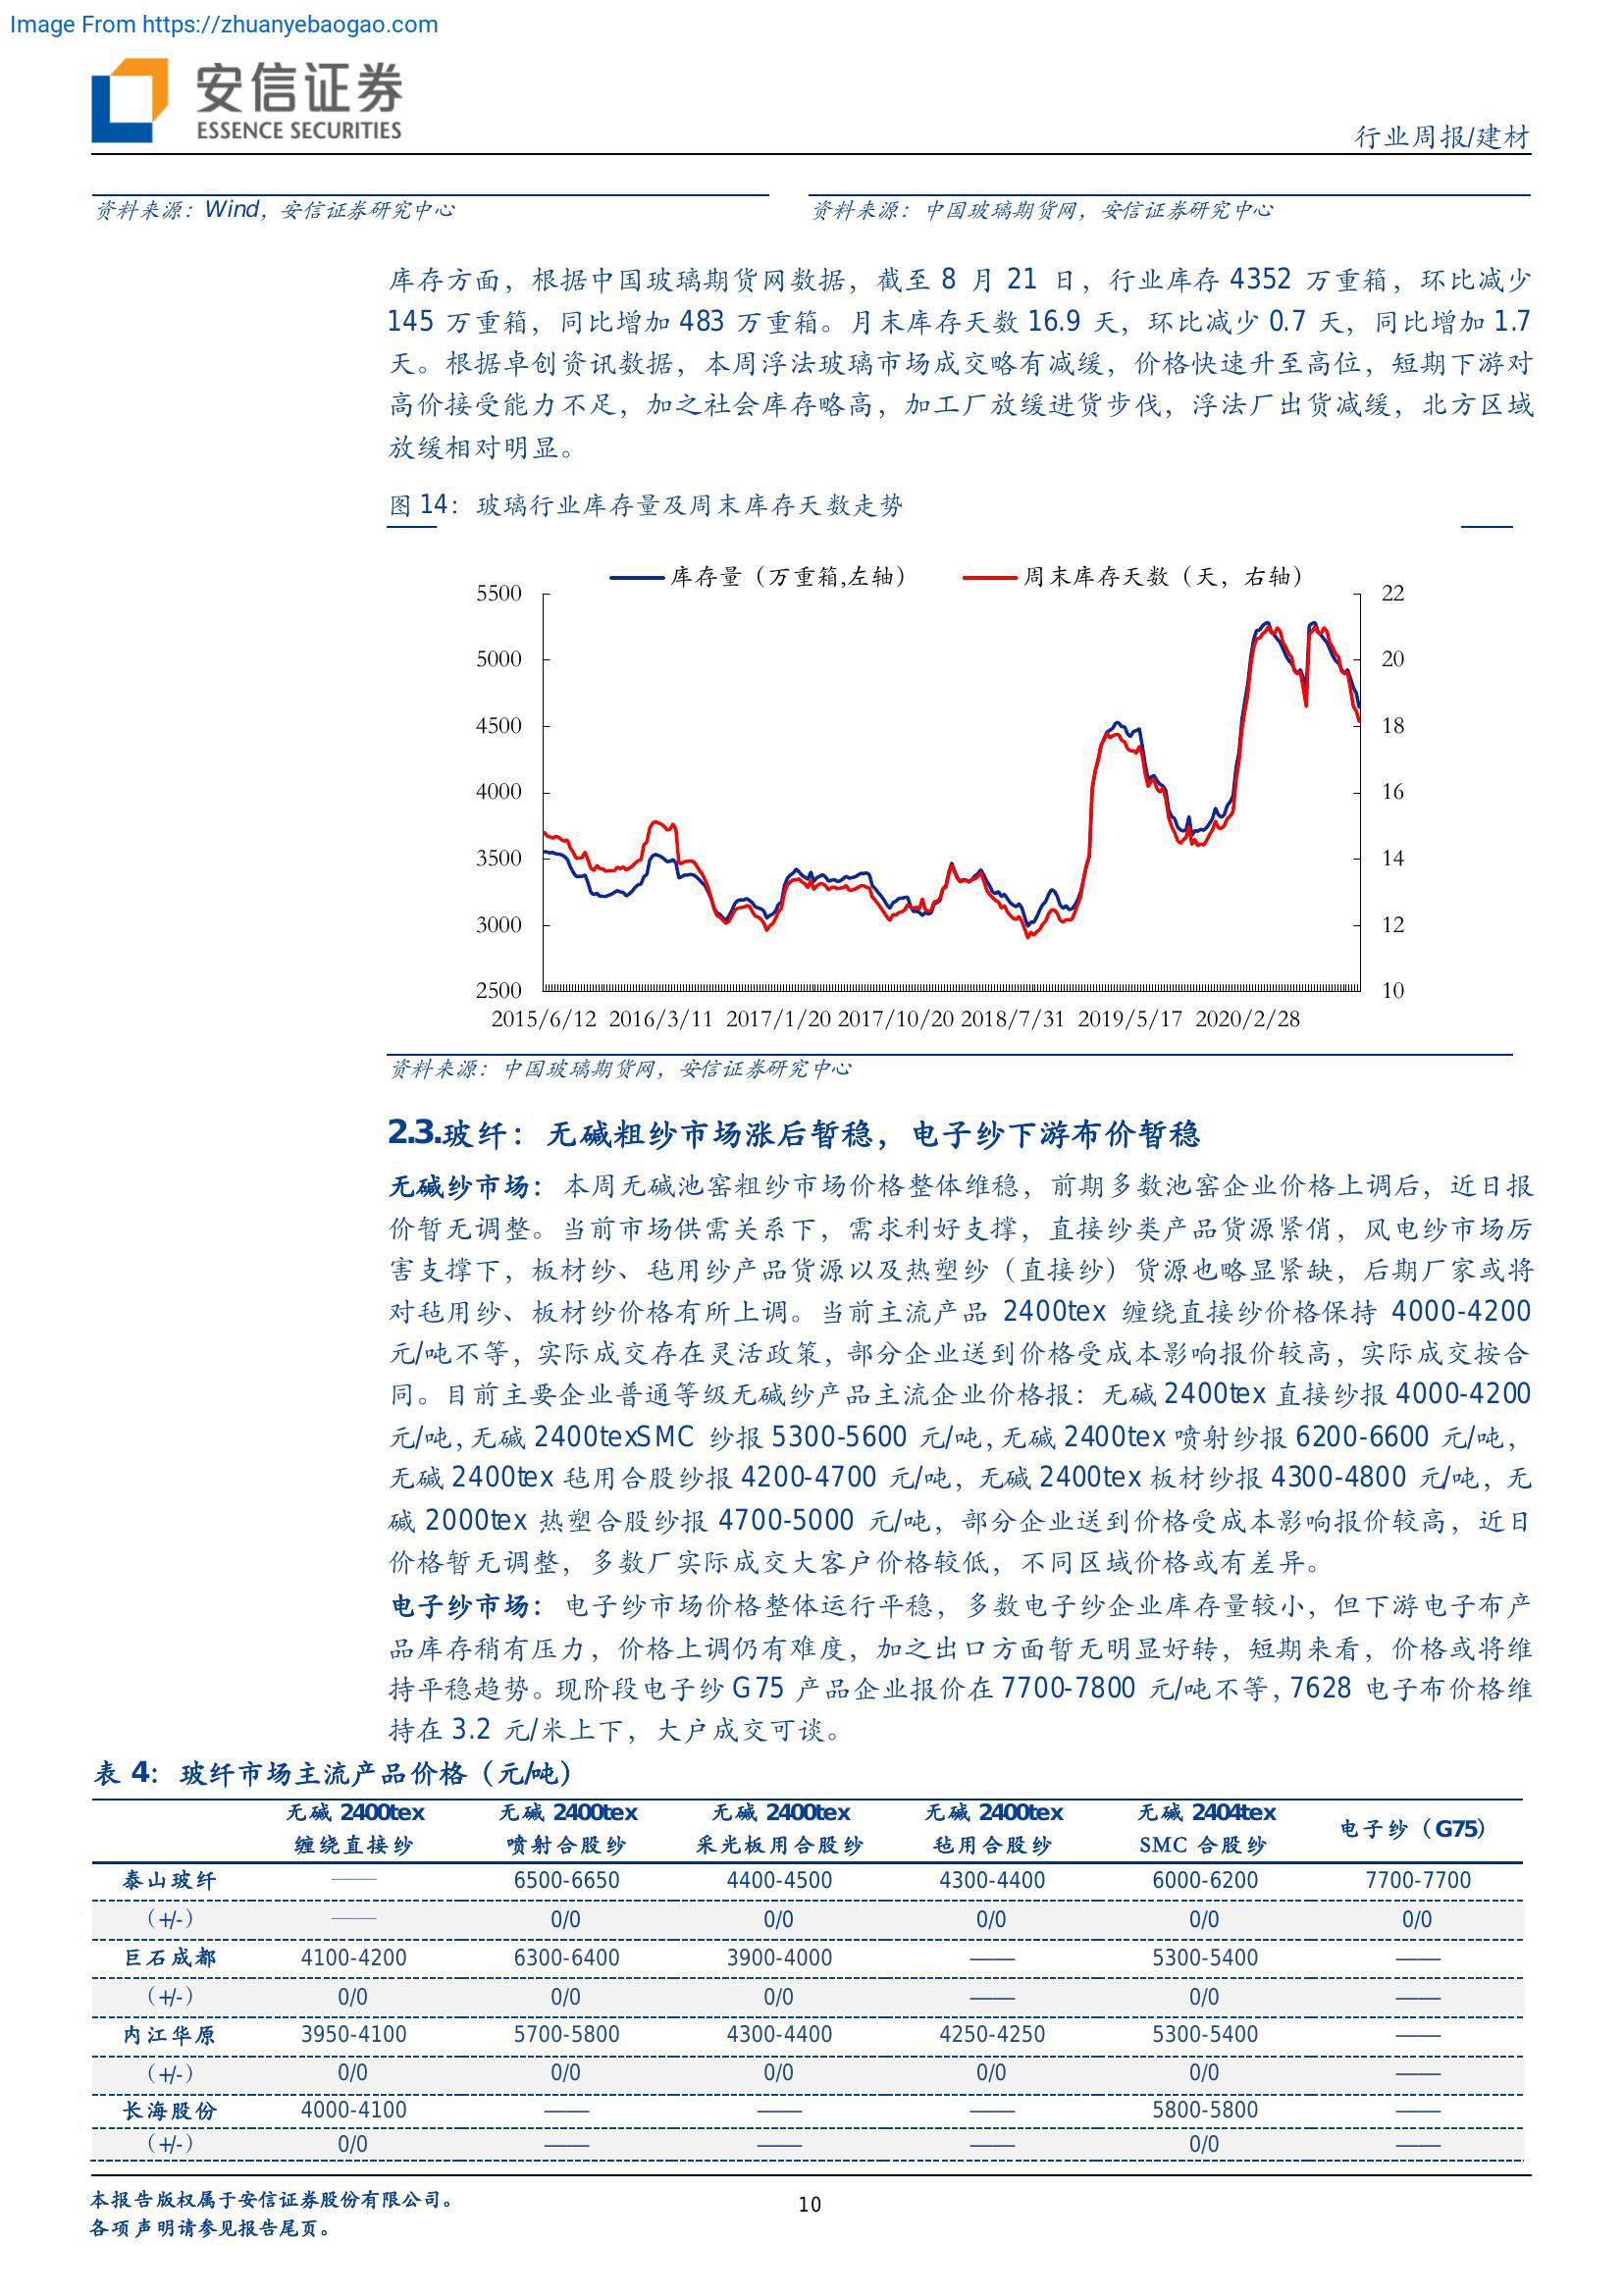 Image From https://zhuanyebaogao.com
安信证券
ESSENCE SECURITIES
行业周报/建材
资料来源：Wind，安信证券研究中心
资料来源：中国玻璃期货网，安信证券研究中心
库存方面，根据中国玻璃期货网数据，截至 8 月 21 日，行业库存 4352 万重箱，环比减少
145 万重箱，同比增加 483 万重箱。月末库存天数 16.9 天，环比减少 0.7 天，同比增加 1.7
天。根据卓创资讯数据，本周浮法玻璃市场成交略有减缓，价格快速升至高位，短期下游对
高价接受能力不足，加之社会库存略高，加工厂放缓进货步伐，浮法厂出货减缓，北方区域
放缓相对明显。
图 14：玻璃行业库存量及周末库存天数走势
库存量（万重箱,左轴） 周末库存天数（天，右轴）
5500 22
5000 20
4500 18
4000 16
3500 14
3000 12
2500 10
2015/6/12 2016/3/11 2017/1/20 2017/10/20 2018/7/31 2019/5/17 2020/2/28
资料来源：中国玻璃期货网，安信证券研究中心
2.3.玻纤：无碱粗纱市场涨后暂稳，电子纱下游布价暂稳
无碱纱市场：本周无碱池窑粗纱市场价格整体维稳，前期多数池窑企业价格上调后，近日报
价暂无调整。当前市场供需关系下，需求利好支撑，直接纱类产品货源紧俏，风电纱市场厉
害支撑下，板材纱、毡用纱产品货源以及热塑纱（直接纱）货源也略显紧缺，后期厂家或将
对毡用纱、板材纱价格有所上调。当前主流产品 2400tex 缠绕直接纱价格保持 4000-4200
元/吨不等，实际成交存在灵活政策，部分企业送到价格受成本影响报价较高，实际成交按合
同。目前主要企业普通等级无碱纱产品主流企业价格报：无碱 2400tex 直接纱报 4000-4200
元/吨，无碱 2400texSMC 纱报 5300-5600 元/吨，无碱 2400tex 喷射纱报 6200-6600 元/吨，
无碱 2400tex 毡用合股纱报 4200-4700 元/吨，无碱 2400tex 板材纱报 4300-4800 元/吨，无
碱 2000tex 热塑合股纱报 4700-5000 元/吨，部分企业送到价格受成本影响报价较高，近日
价格暂无调整，多数厂实际成交大客户价格较低，不同区域价格或有差异。
电子纱市场：电子纱市场价格整体运行平稳，多数电子纱企业库存量较小，但下游电子布产
品库存稍有压力，价格上调仍有难度，加之出口方面暂无明显好转，短期来看，价格或将维
持平稳趋势。现阶段电子纱 G75 产品企业报价在 7700-7800 元/吨不等，7628 电子布价格维
持在 3.2 元/米上下，大户成交可谈。
表 4：玻纤市场主流产品价格（元/吨）
无碱 2400tex 无碱 2400tex 无碱 2400tex 无碱 2400tex 无碱 2404tex 电子纱（G75）
缠绕直接纱 喷射合股纱 采光板用合股纱 毡用合股纱 SMC 合股纱
泰山玻纤 —— 6500-6650 4400-4500 4300-4400 6000-6200 7700-7700
（+/-） —— 0/0 0/0 0/0 0/0 0/0
巨石成都 4100-4200 6300-6400 3900-4000 —— 5300-5400 ——
（+/-） 0/0 0/0 0/0 —— 0/0 ——
内江华原 3950-4100 5700-5800 4300-4400 4250-4250 5300-5400 ——
（+/-） 0/0 0/0 0/0 0/0 0/0 ——
长海股份 4000-4100 —— —— —— 5800-5800 ——
（+/-） 0/0 —— —— —— 0/0 ——
本报告版权属于安信证券股份有限公司。
10
各项声明请参见报告尾页。